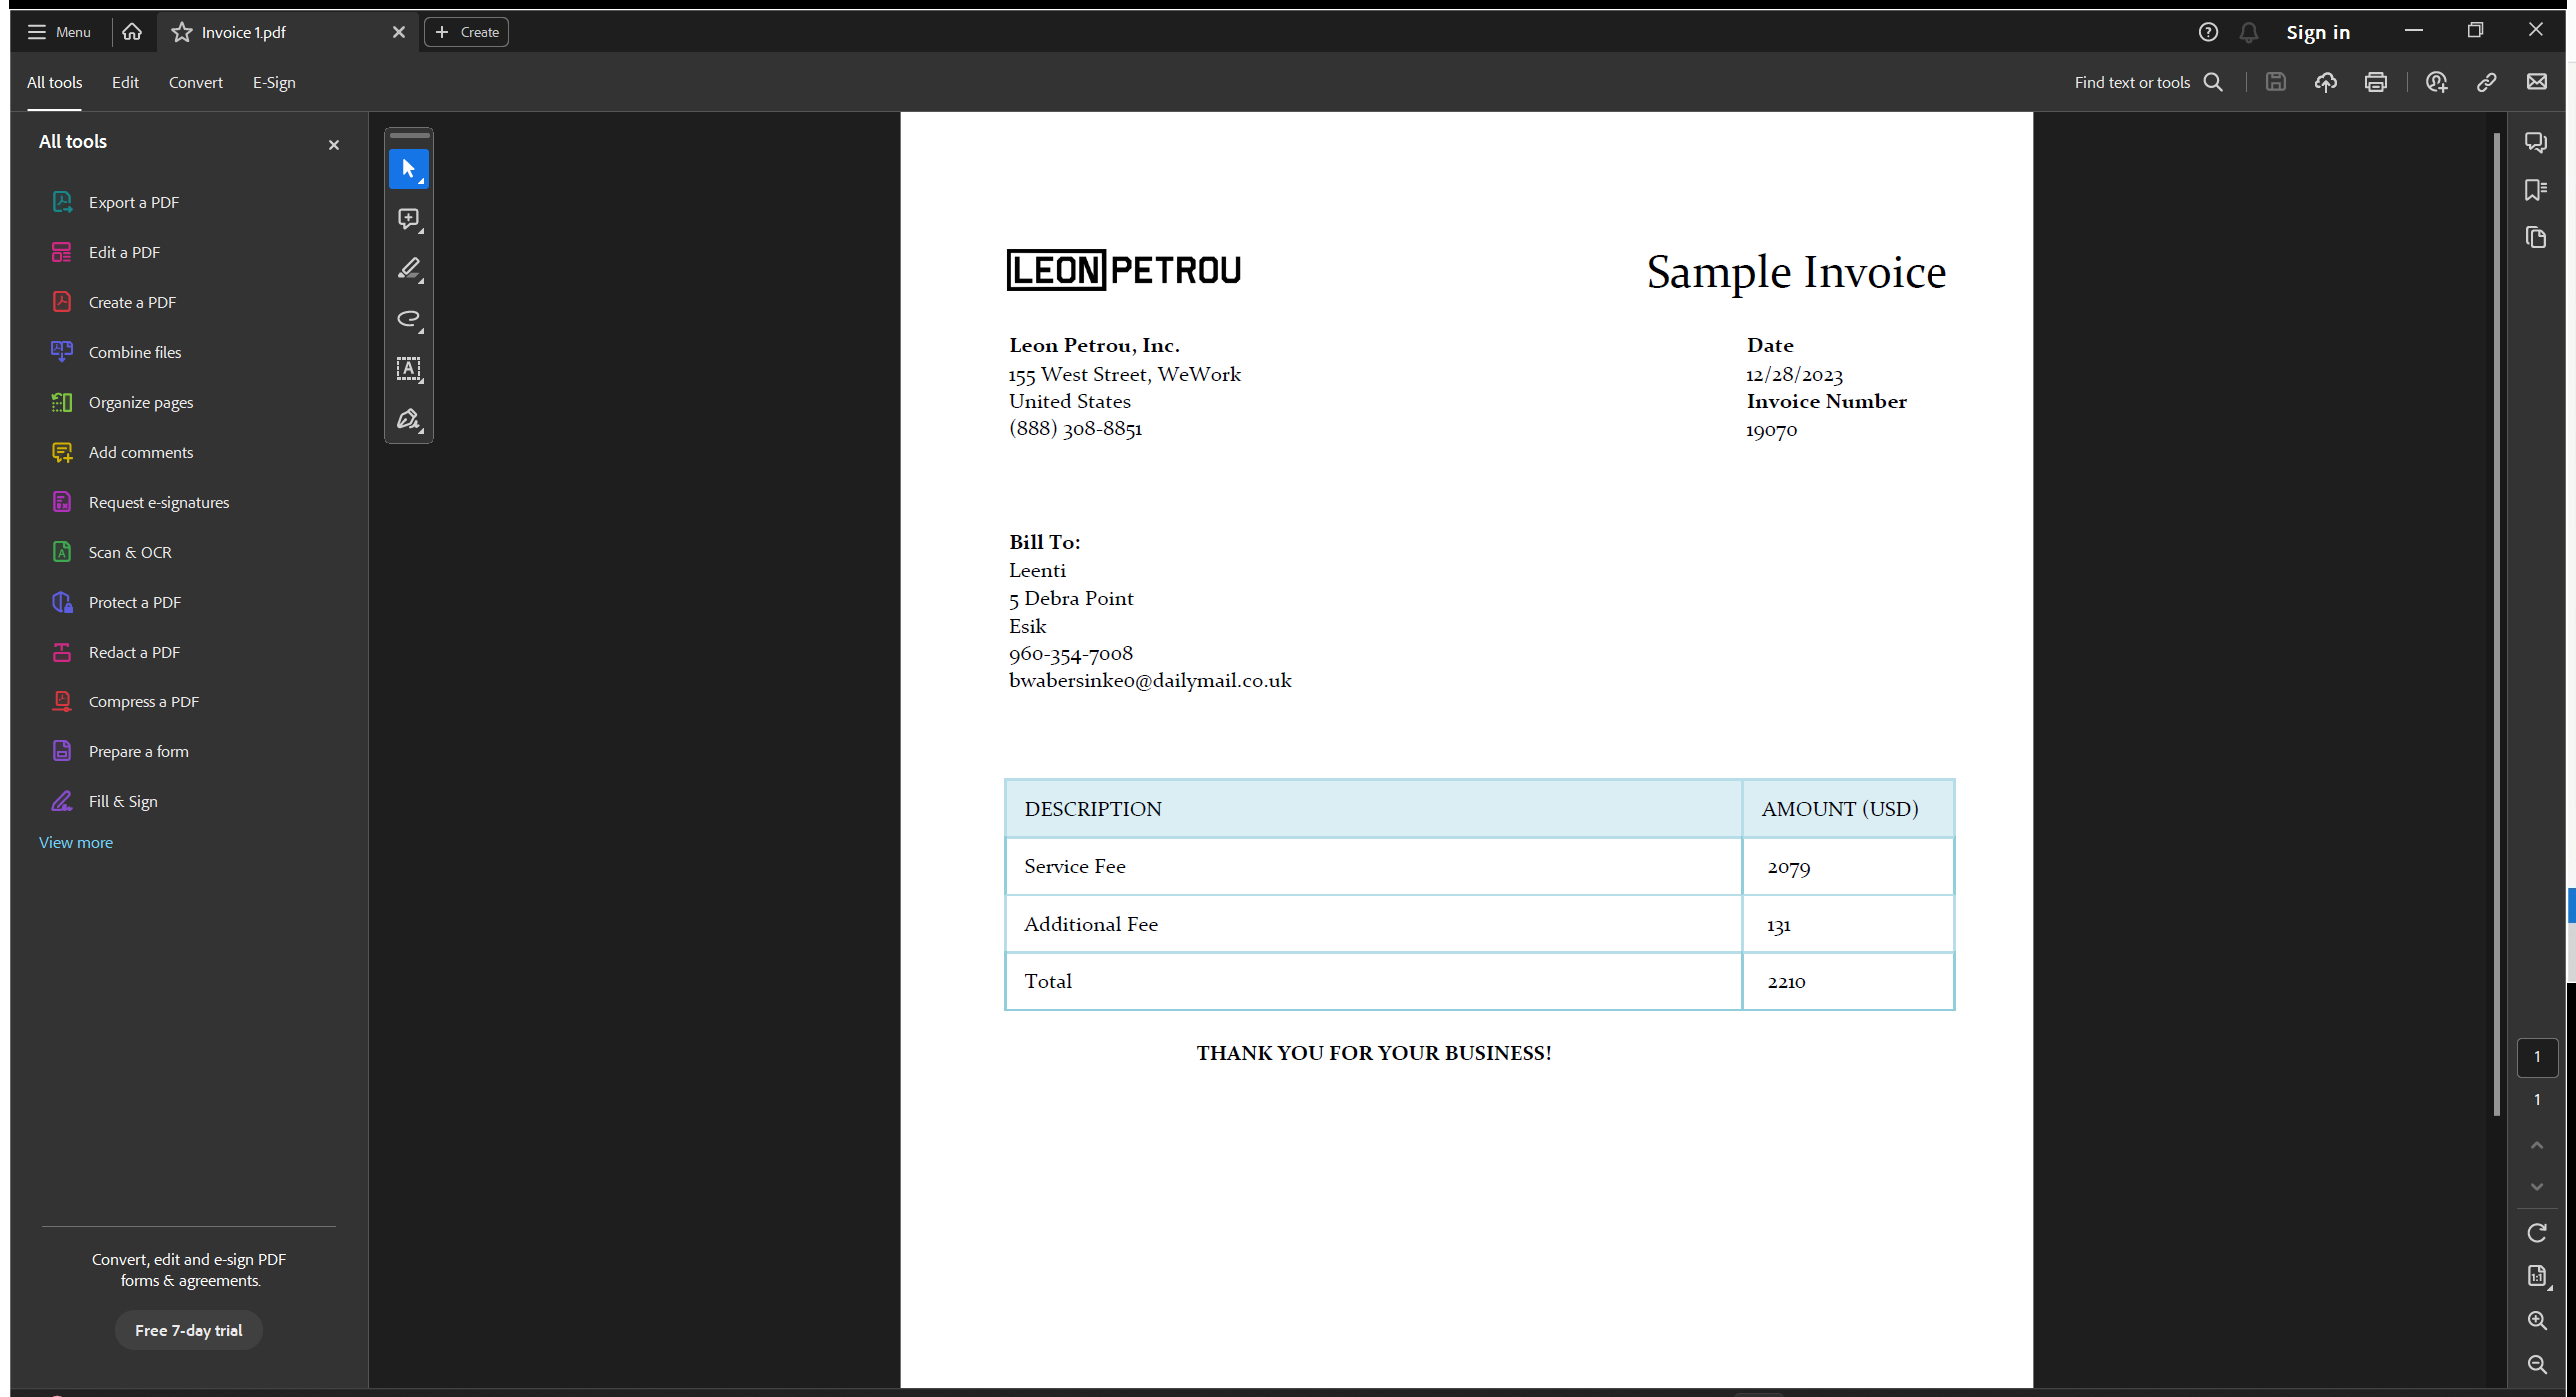 Menu
Invoice 1.pdf
Create
Sign in
All tools
Edit
Convert
E-Sign
Find text or tools
All tools
Export a PDF
Edit a PDF
Create a PDF
Combine files
Organize pages
Add comments
Request e-signatures
Scan & OCR
Protect a PDF
Redact a PDF
Compress a PDF
Prepare a form
Fill & Sign
View more
Convert, edit and e-sign PDF
forms & agreements.
Free 7-day trial
LEON PETROU
Sample Invoice
Leon Petrou, Inc.
155 West Street, WeWork
United States
(888) 308-8851
Date
12/28/2023
Invoice Number
19070
Bill To:
Leenti
5 Debra Point
Esik
960-354-7008
bwabersinke0@dailymail.co.uk
DESCRIPTION AMOUNT (USD)
Service Fee 2079
Additional Fee 131
Total 2210
THANK YOU FOR YOUR BUSINESS!
1
1